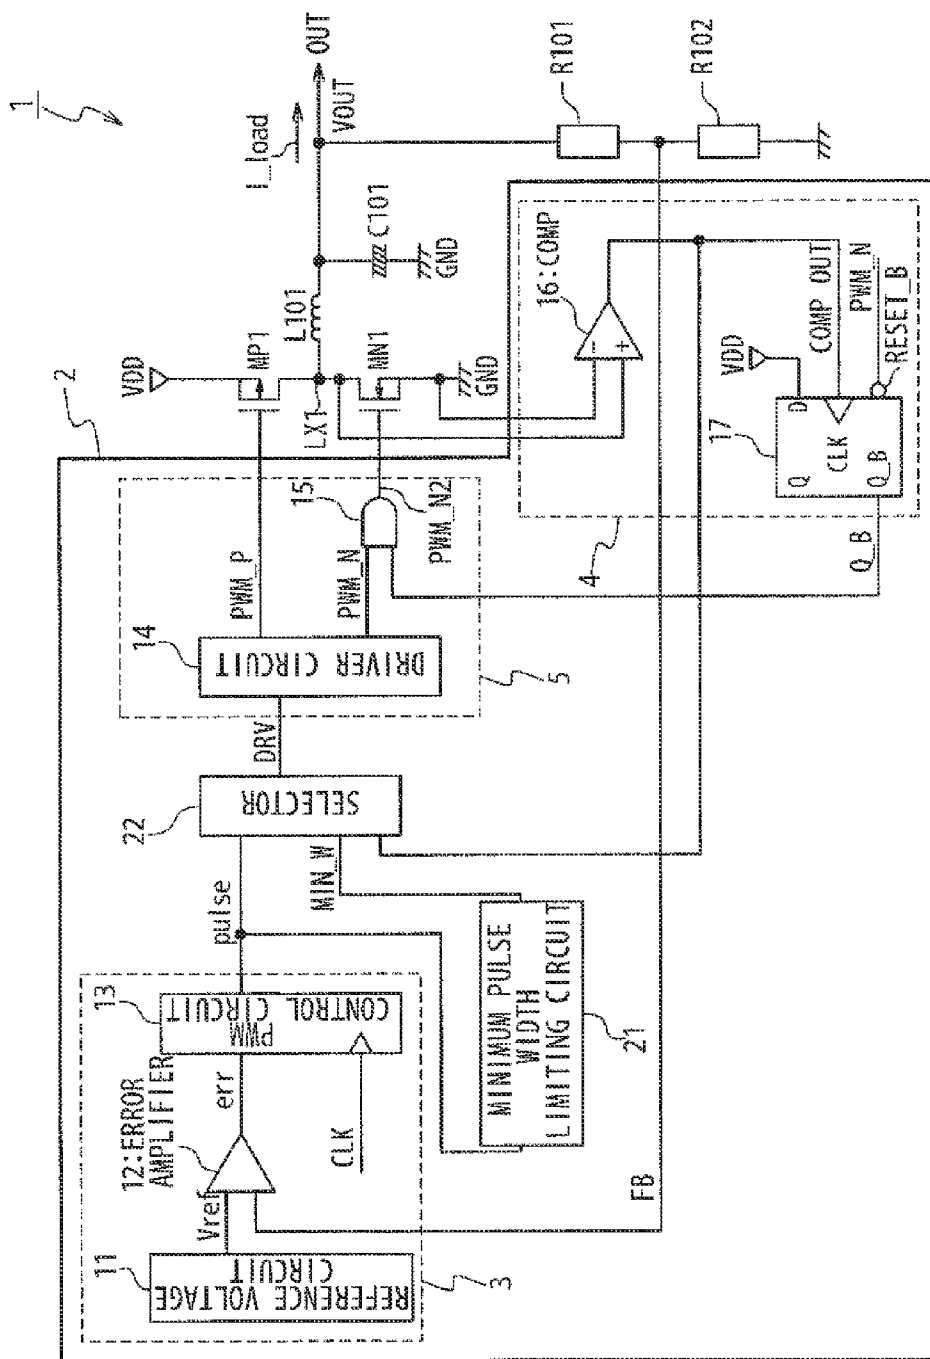 1
2
VDD
MP1
LX1
L101
I_load
OUT
VOUT
C101
GND
MN1
GND
R101
R102
11
REFERENCE VOLTAGE
CIRCUIT
3
Vref
12:ERROR
AMPLIFIER
err
CLK
13
PWM
CONTROL CIRCUIT
pulse
22
SELECTOR
MIN_W
DRV
14
DRIVER CIRCUIT
5
PWM_P
PWM_N
15
PWM_N2
MINIMUM PULSE
WIDTH
LIMITING CIRCUIT
21
FB
4
16:COMP
-
+
17
VDD
D
Q
CLK
Q_B
Q_B
COMP_OUT
PWM_N
RESET_B